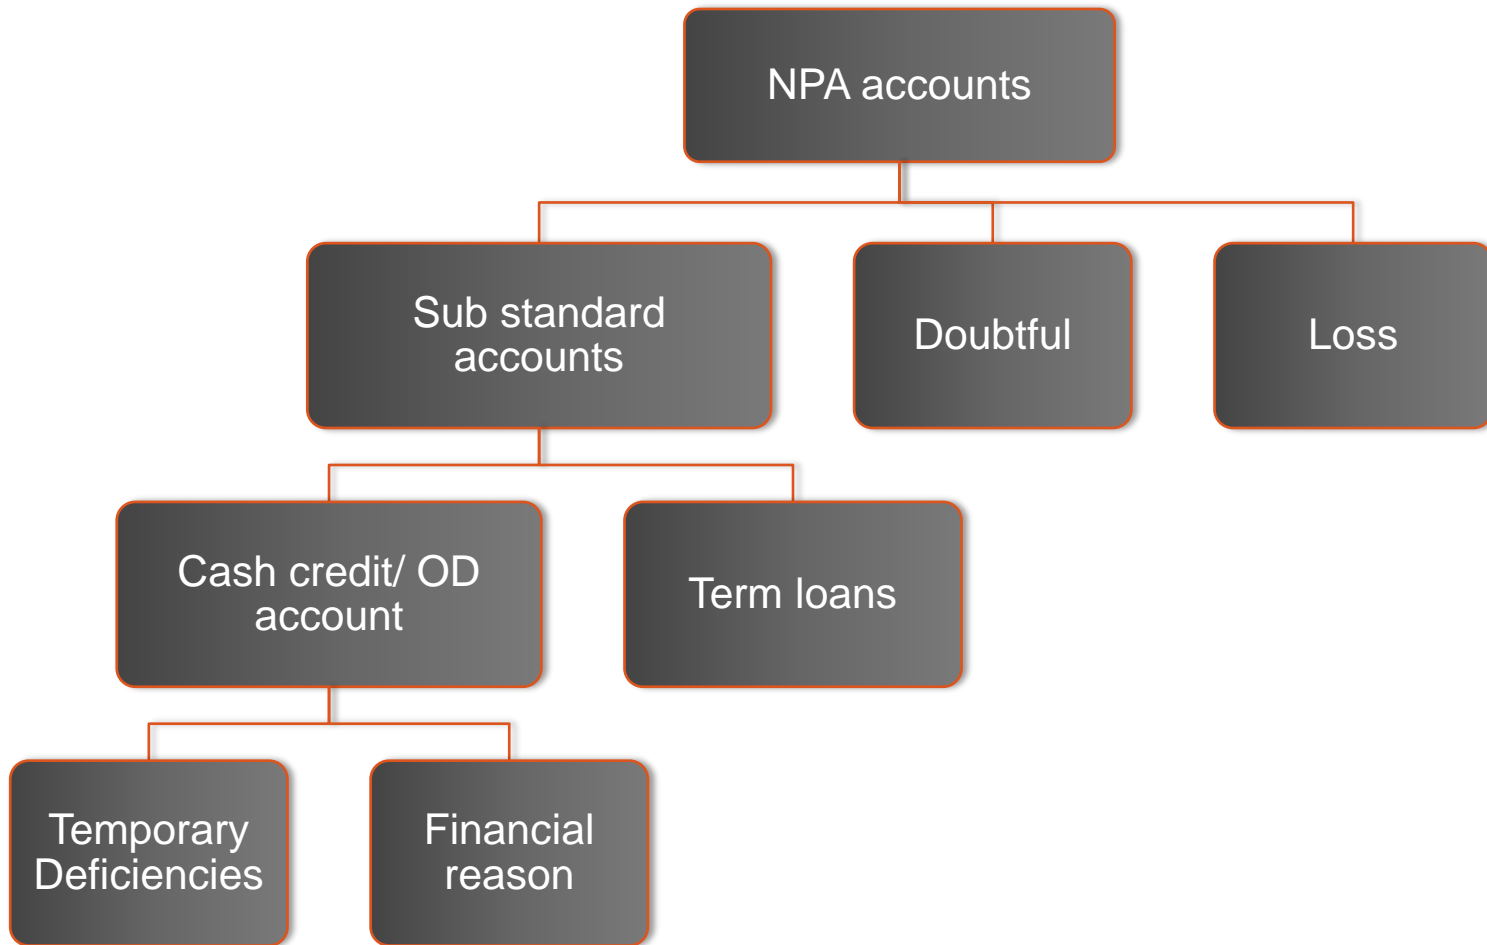 NPA accounts
Sub standard
accounts
Doubtful
Loss
Cash credit/ OD
account
Term loans
Temporary
Deficiencies
Financial
reason